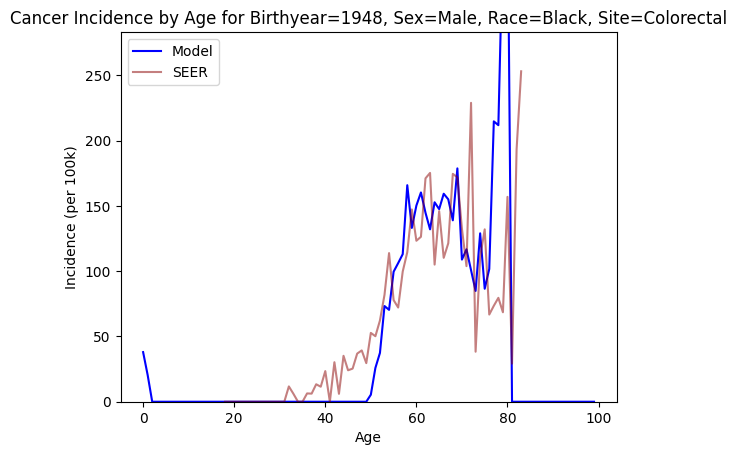 Cancer Incidence by Age for Birthyear=1948, Sex=Male, Race=Black, Site=Colorectal
Model
SEER
Incidence (per 100k)
250
200
150
100
50
0
0 20 40 60 80 100
Age